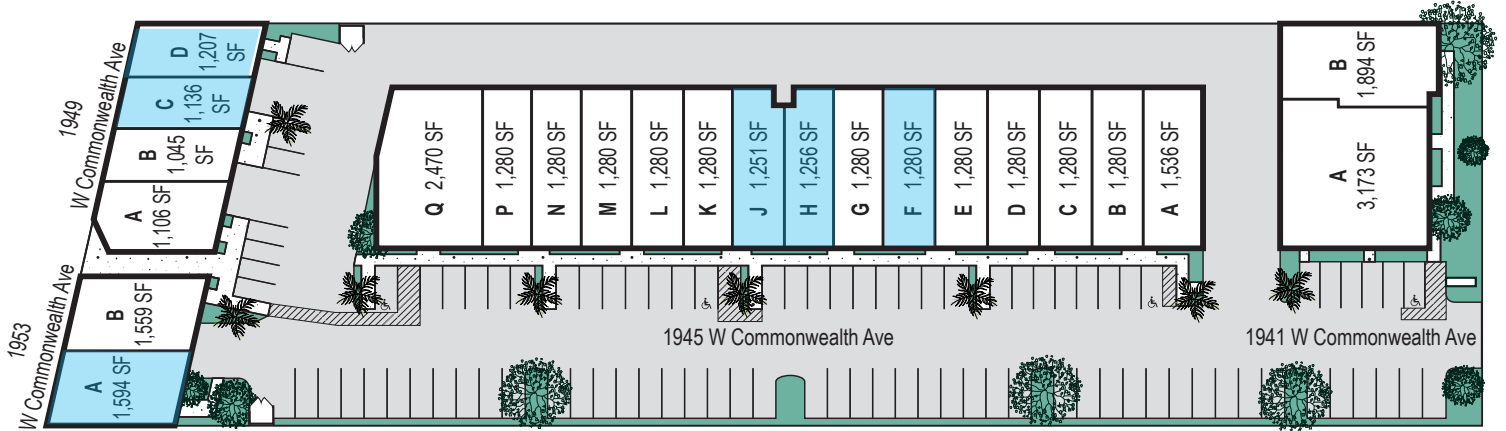 1949
W Commonwealth Ave
D
1,207
SF
C
1,136
SF
B
1,045
SF
A
1,106 SF
1953
W Commonwealth Ave
B
1,559 SF
A
1,594 SF
Q 2,470 SF
P 1,280 SF
N 1,280 SF
M 1,280 SF
L 1,280 SF
K 1,280 SF
J 1,251 SF
H 1,256 SF
G 1,280 SF
F 1,280 SF
E 1,280 SF
D 1,280 SF
C 1,280 SF
B 1,280 SF
A 1,536 SF
1945 W Commonwealth Ave
B
1,894 SF
A
3,173 SF
1941 W Commonwealth Ave